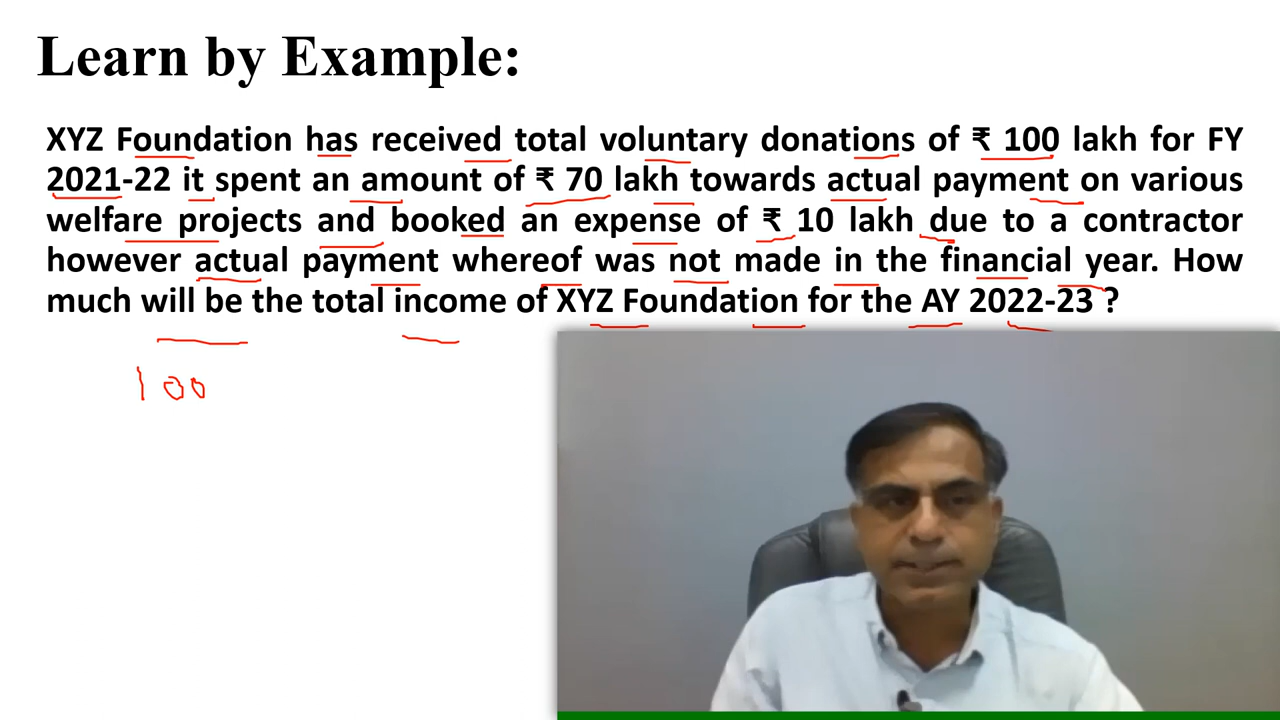 Learn by Example:
XYZ Foundation has received total voluntary donations of ₹ 100 lakh for FY
2021-22 it spent an amount of ₹ 70 lakh towards actual payment on various
welfare projects and booked an expense of ₹ 10 lakh due to a contractor
however actual payment whereof was not made in the financial year. How
much will be the total income of XYZ Foundation for the AY 2022-23 ?
100